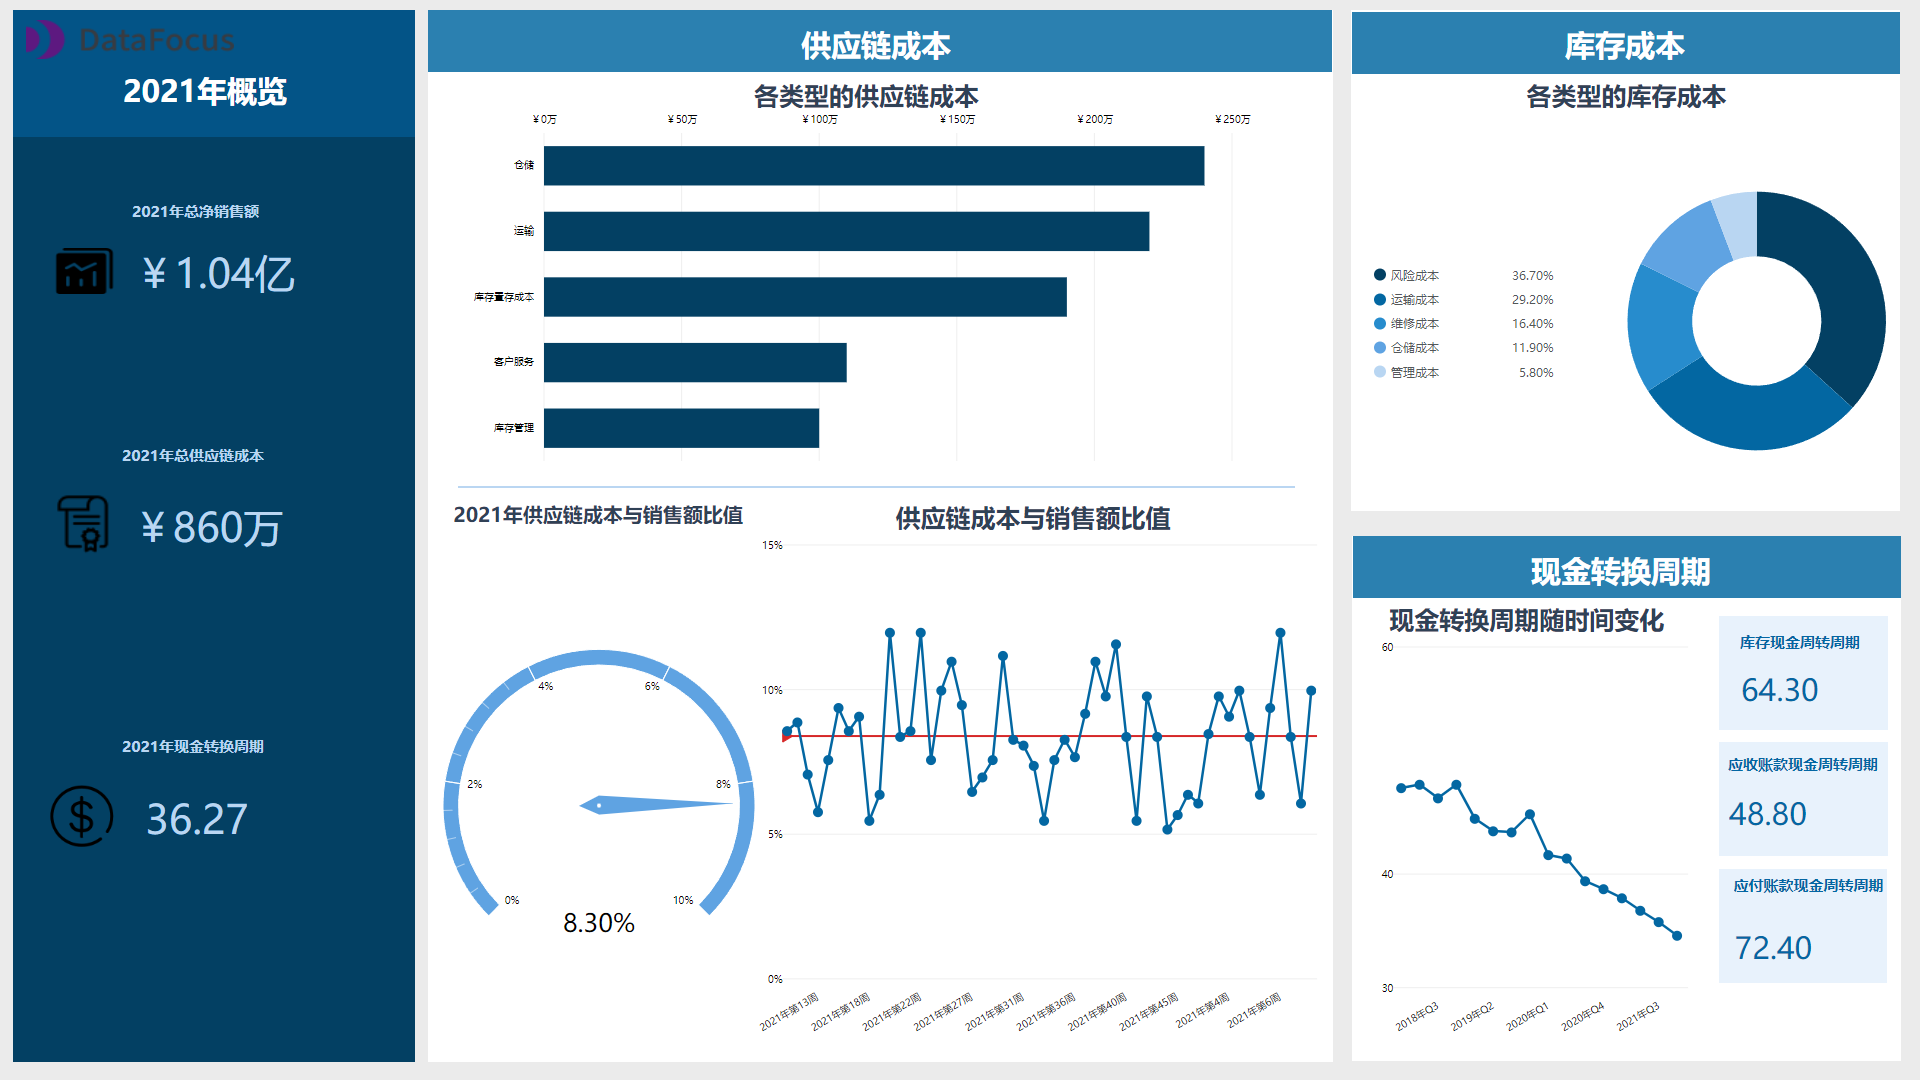 DataFocus
2021年概览
2021年总净销售额
¥ 1.04亿
2021年总供应链成本
¥ 860万
2021年现金转换周期
36.27
供应链成本
各类型的供应链成本
¥ 0万
¥ 50万
¥ 100万
¥ 150万
¥ 200万
¥ 250万
仓储
运输
库存置存成本
客户服务
库存管理
2021年供应链成本与销售额比值
0%
2%
4%
6%
8%
10%
8.30%
供应链成本与销售额比值
15%
10%
5%
0%
2021年第13周
2021年第18周
2021年第22周
2021年第27周
2021年第31周
2021年第36周
2021年第40周
2021年第45周
2021年第4周
2021年第6周
库存成本
各类型的库存成本
风险成本 36.70%
运输成本 29.20%
维修成本 16.40%
仓储成本 11.90%
管理成本 5.80%
现金转换周期
现金转换周期随时间变化
60
40
30
2018年Q3
2019年Q2
2020年Q1
2020年Q4
2021年Q3
库存现金周转周期
64.30
应收账款现金周转周期
48.80
应付账款现金周转周期
72.40